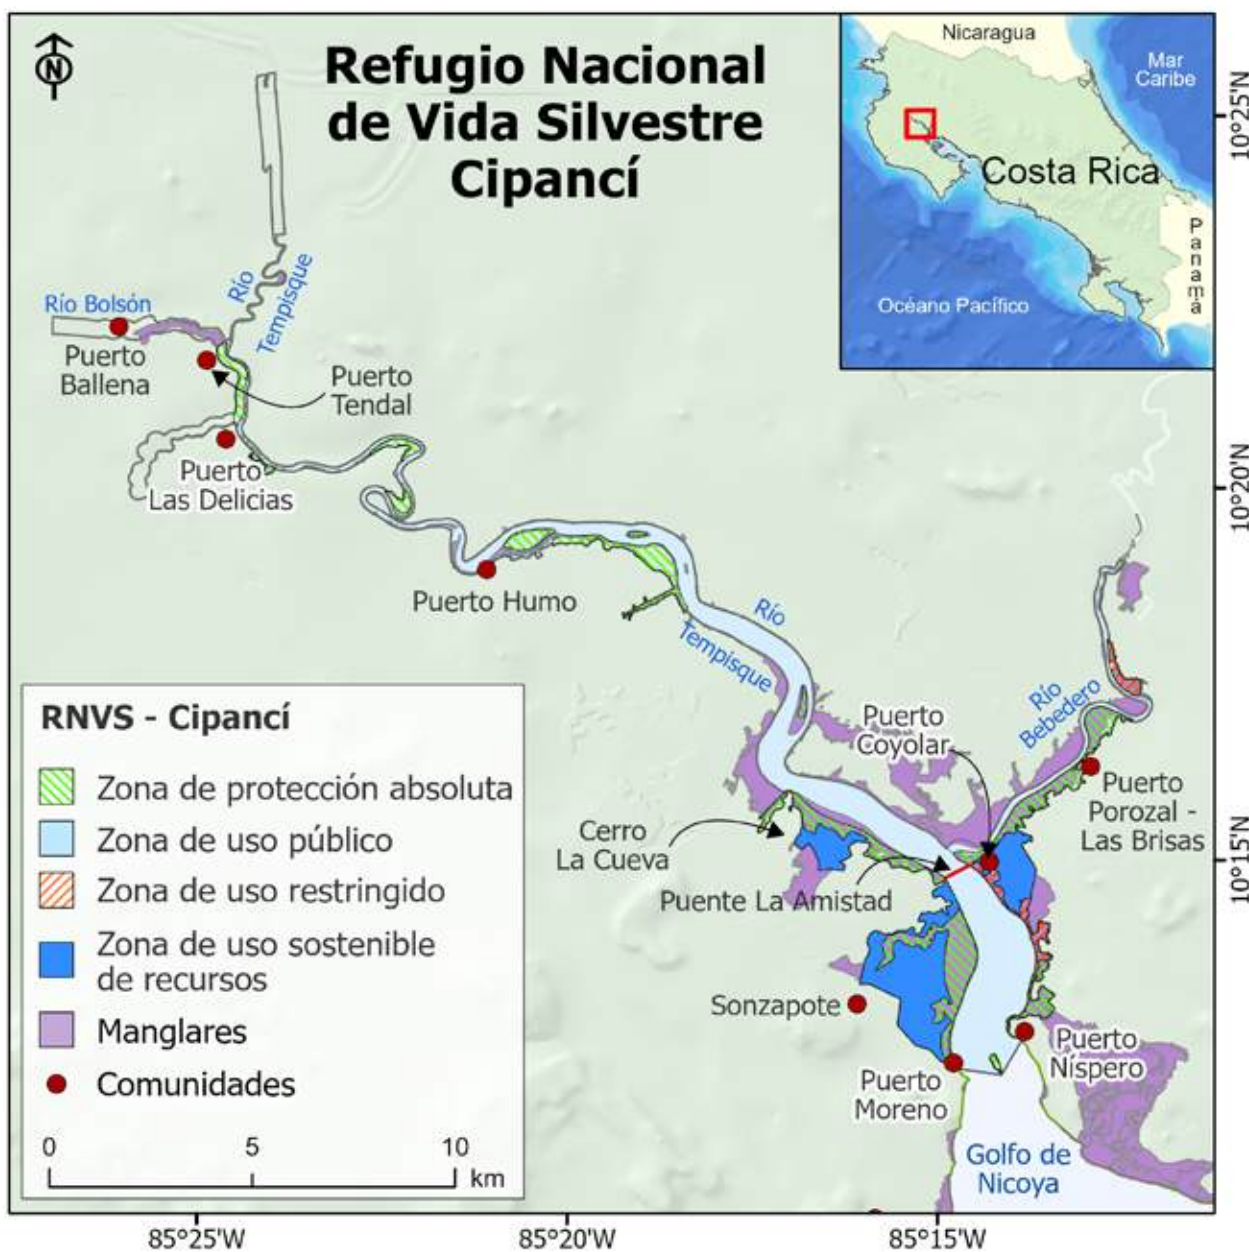 N
Refugio Nacional
de Vida Silvestre
Cipancí
Nicaragua
Mar
Caribe
Costa Rica
Panamá
Océano Pacífico
10°25'N
10°20'N
10°15'N
Río Bolsón
Río
Tempisque
Puerto
Ballena
Puerto
Tendal
Puerto
Las Delicias
Puerto Humo
Río
Tempisque
Puerto
Coyolar
Río
Bebedero
Puerto
Porozal -
Las Brisas
Cerro
La Cueva
Puente La Amistad
Sonzapote
Puerto
Níspero
Puerto
Moreno
Golfo de
Nicoya
RNVS - Cipancí
Zona de protección absoluta
Zona de uso público
Zona de uso restringido
Zona de uso sostenible
de recursos
Manglares
Comunidades
0 5 10
km
85°25'W 85°20'W 85°15'W